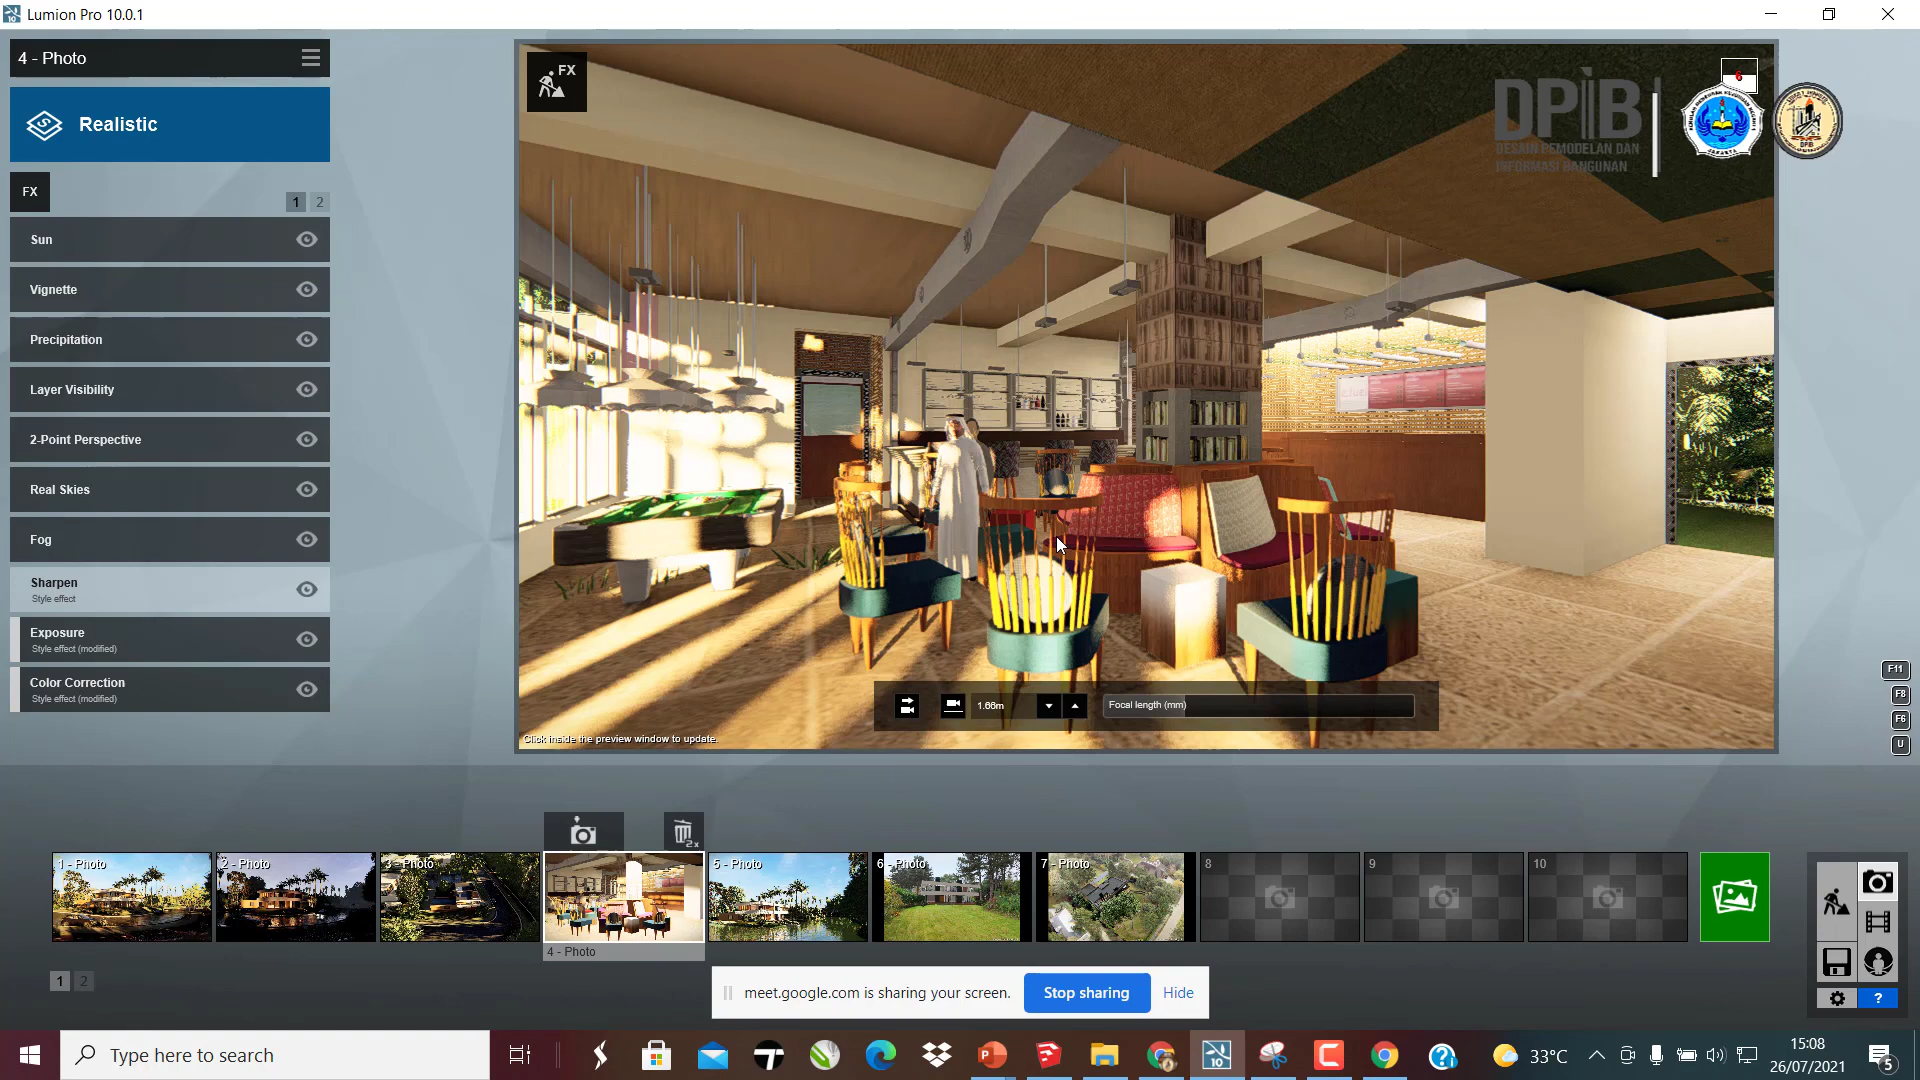 Lumion Pro 10.0.1
4 - Photo
Realistic
FX
1 2
Sun
Vignette
Precipitation
Layer Visibility
2-Point Perspective
Real Skies
Fog
Sharpen
Style effect
Exposure
Style effect (modified)
Color Correction
Style effect (modified)
FX
DPiB
DESAIN PEMODELAN DAN
INFORMASI BANGUNAN
6
1.66m
Focal length (mm)
Click inside the preview window to update.
F11
F8
F6
U
2x
1 - Photo
2 - Photo
3 - Photo
5 - Photo
6 - Photo
7 - Photo
8
9
10
4 - Photo
1 2
?
meet.google.com is sharing your screen.
Stop sharing
Hide
Type here to search
10
33°C
15:08
26/07/2021
5